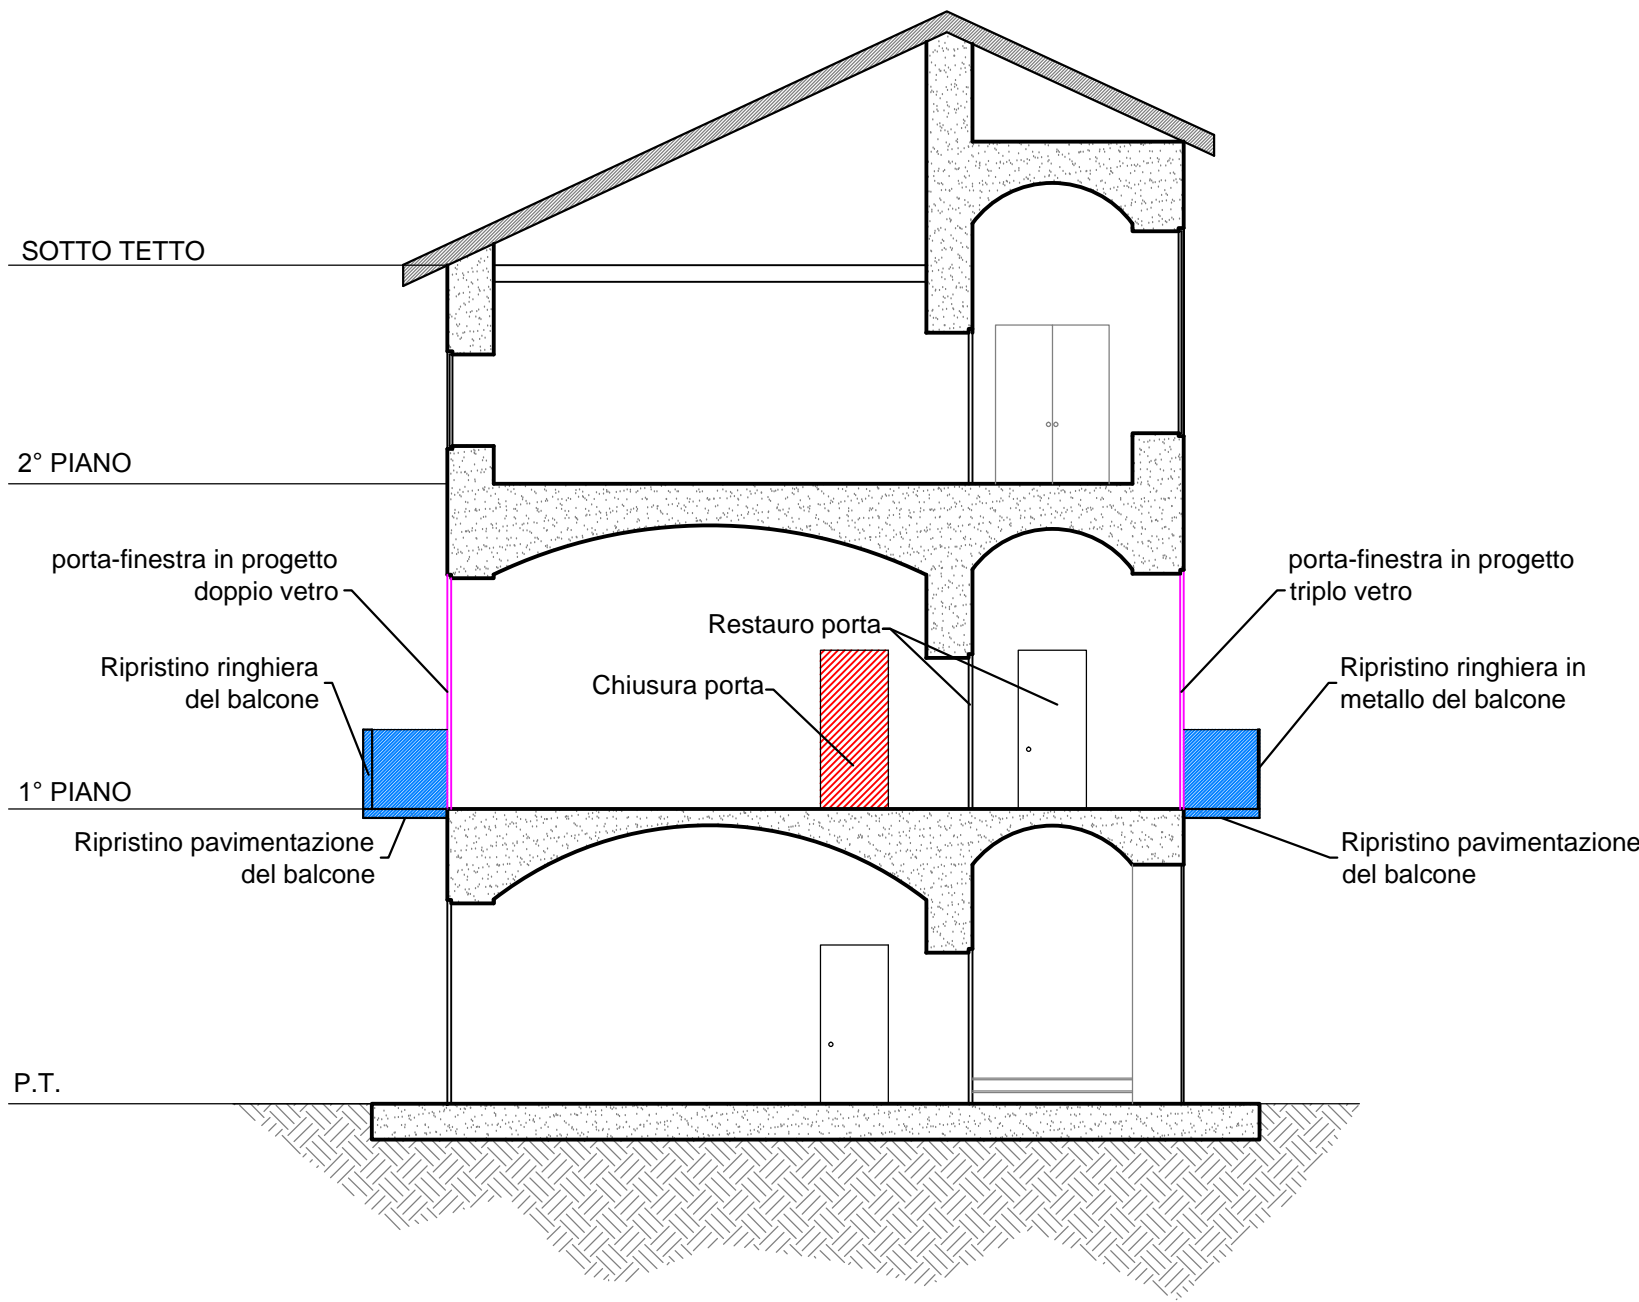 SOTTO TETTO
2° PIANO
porta-finestra in progetto
doppio vetro
porta-finestra in progetto
triplo vetro
Restauro porta
Ripristino ringhiera
del balcone
Chiusura porta
Ripristino ringhiera in
metallo del balcone
1° PIANO
Ripristino pavimentazione
del balcone
Ripristino pavimentazione
del balcone
P.T.